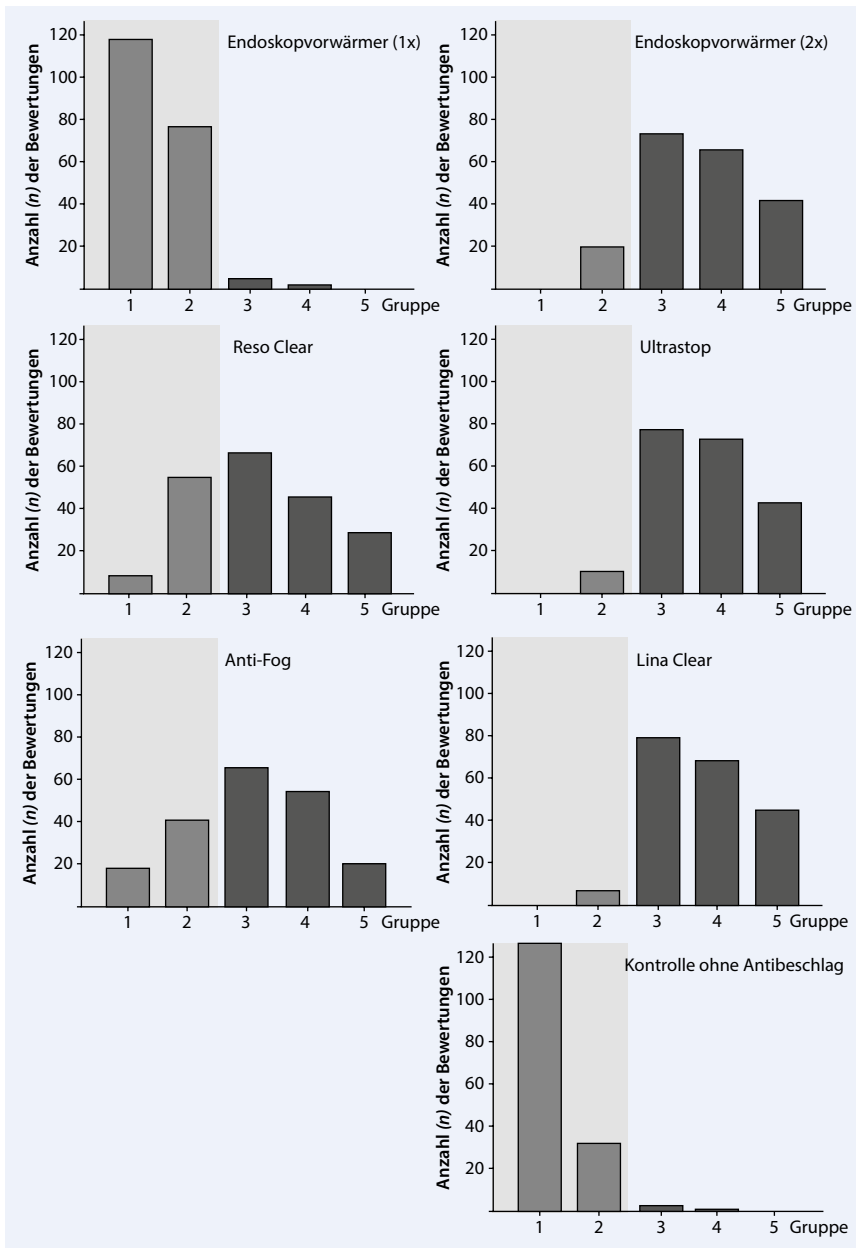 Endoskopvorwärmer (1x)
Anzahl (n) der Bewertungen
120
100
80
60
40
20
1 2 3 4 5 Gruppe
Endoskopvorwärmer (2x)
Anzahl (n) der Bewertungen
120
100
80
60
40
20
1 2 3 4 5 Gruppe
Reso Clear
Anzahl (n) der Bewertungen
120
100
80
60
40
20
1 2 3 4 5 Gruppe
Ultrastop
Anzahl (n) der Bewertungen
120
100
80
60
40
20
1 2 3 4 5 Gruppe
Anti-Fog
Anzahl (n) der Bewertungen
120
100
80
60
40
20
1 2 3 4 5 Gruppe
Lina Clear
Anzahl (n) der Bewertungen
120
100
80
60
40
20
1 2 3 4 5 Gruppe
Kontrolle ohne Antibeschlag
Anzahl (n) der Bewertungen
120
100
80
60
40
20
1 2 3 4 5 Gruppe